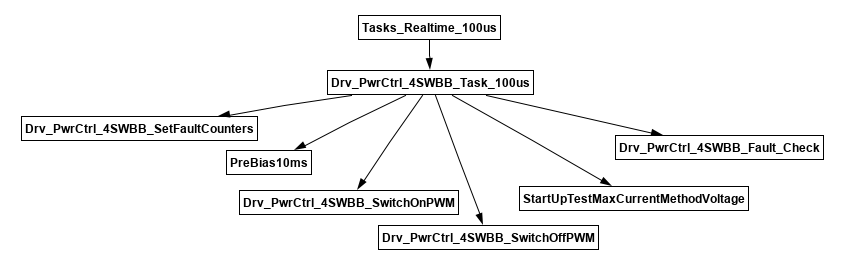 Tasks_Realtime_100us
Drv_PwrCtrl_4SWBB_Task_100us
Drv_PwrCtrl_4SWBB_SetFaultCounters
Drv_PwrCtrl_4SWBB_Fault_Check
PreBias10ms
StartUpTestMaxCurrentMethodVoltage
Drv_PwrCtrl_4SWBB_SwitchOnPWM
Drv_PwrCtrl_4SWBB_SwitchOffPWM